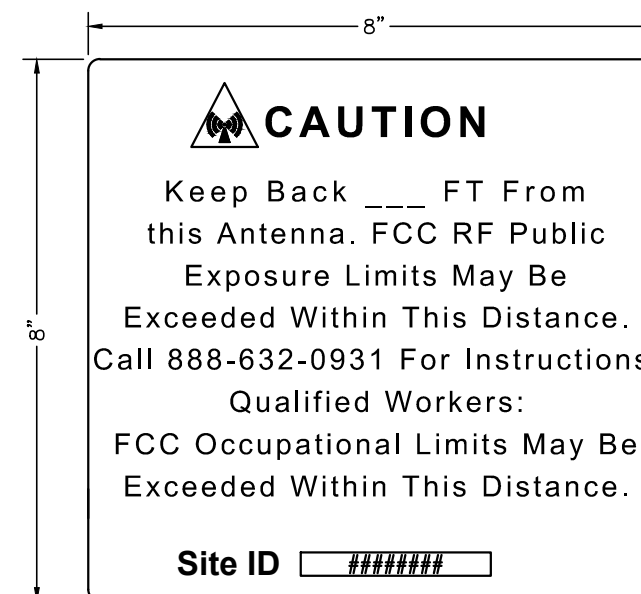 8"
8"
CAUTION
Keep Back ___ FT From
this Antenna. FCC RF Public
Exposure Limits May Be
Exceeded Within This Distance.
Call 888-632-0931 For Instructions
Qualified Workers:
FCC Occupational Limits May Be
Exceeded Within This Distance.
Site ID ########